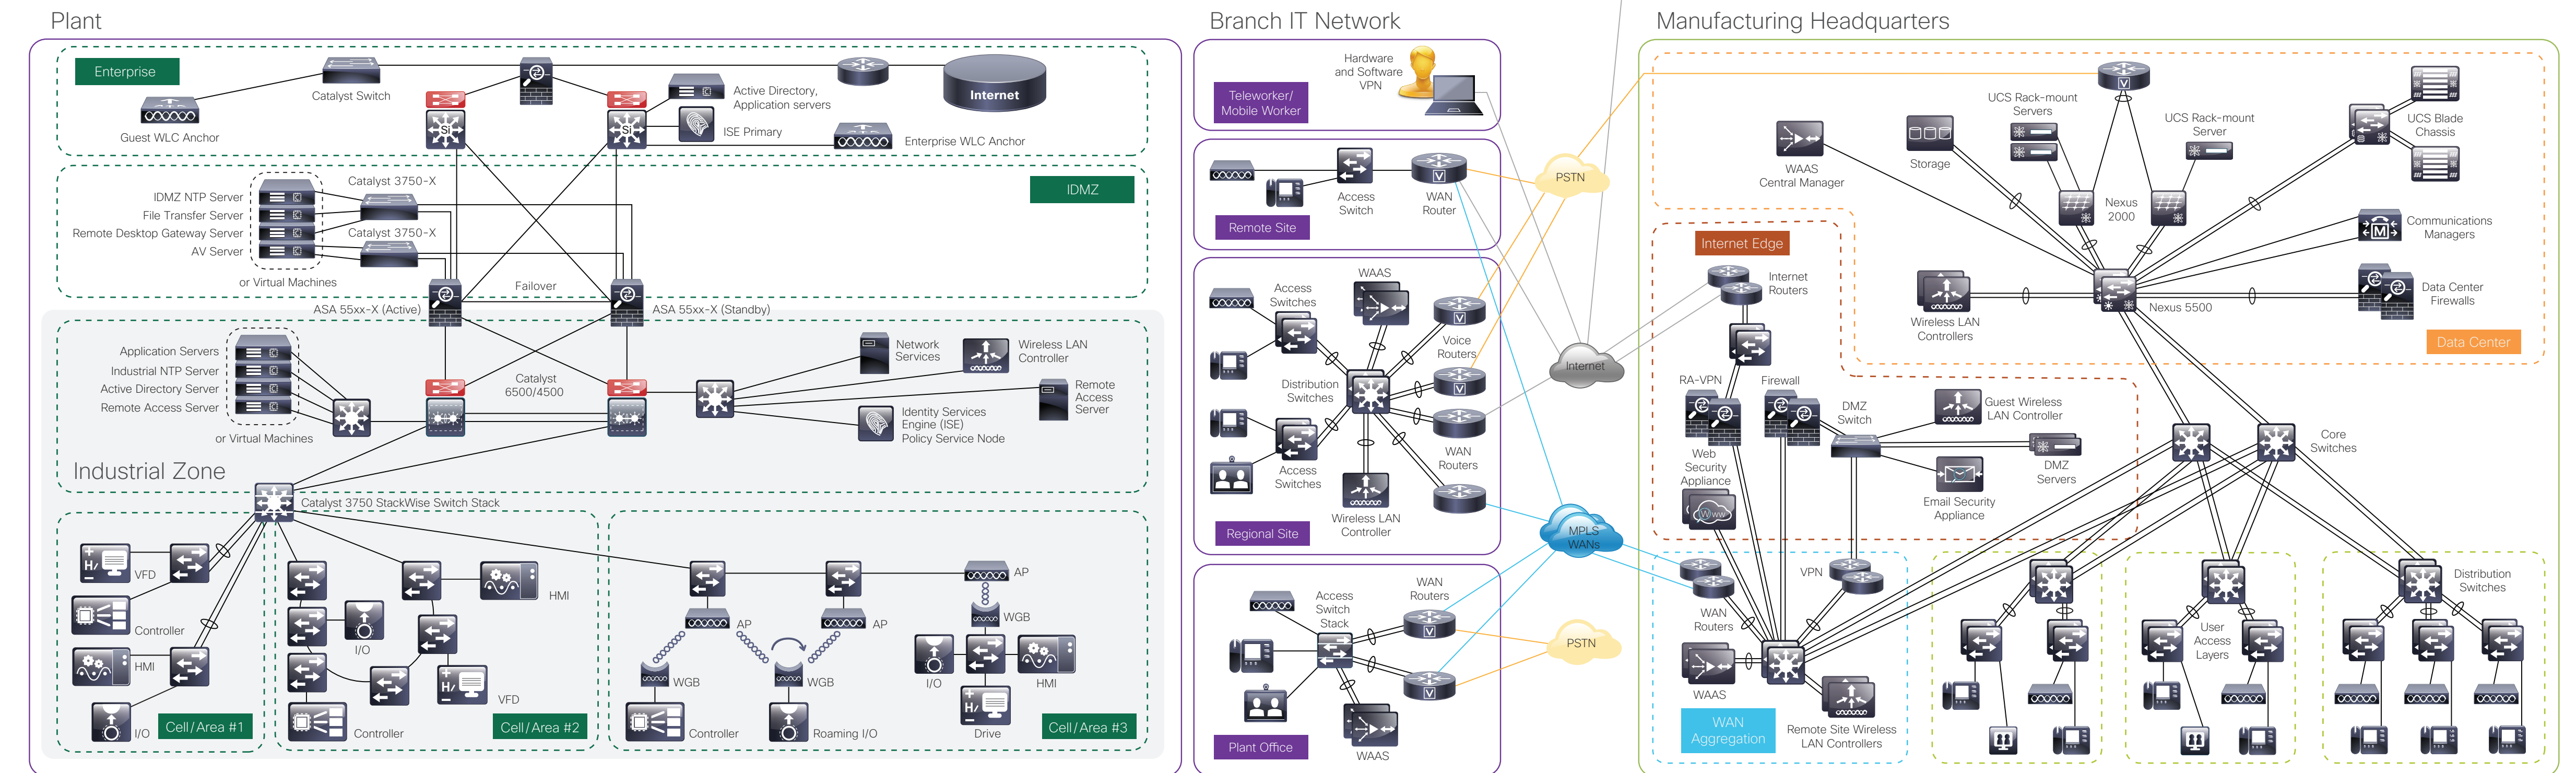 Plant
Enterprise
Catalyst Switch
Guest WLC Anchor
Si
Si
Active Directory,
Application servers
ISE Primary
Enterprise WLC Anchor
Internet
IDMZ
Catalyst 3750-X
IDMZ NTP Server
File Transfer Server
Remote Desktop Gateway Server
Catalyst 3750-X
AV Server
or Virtual Machines
Failover
ASA 55xx-X (Active)
ASA 55xx-X (Standby)
Application Servers
Industrial NTP Server
Active Directory Server
Remote Access Server
or Virtual Machines
Catalyst
6500/4500
Network
Services
Wireless LAN
Controller
Remote
Access
Server
Identity Services
Engine (ISE)
Policy Service Node
Industrial Zone
Catalyst 3750 StackWise Switch Stack
VFD
Controller
HMI
I/O
Cell/Area #1
HMI
I/O
VFD
Controller
Cell/Area #2
AP
WGB
AP
AP
WGB
WGB
I/O
HMI
Controller
Roaming I/O
Drive
Cell/Area #3
Branch IT Network
Hardware
and Software
VPN
Teleworker/
Mobile Worker
Access
Switch
V
WAN
Router
Remote Site
WAAS
Access
Switches
V
Voice
Routers
V
Distribution
Switches
WAN
Routers
Access
Switches
Wireless LAN
Controller
Regional Site
Access
Switch
Stack
WAN
Routers
V
V
WAAS
Plant Office
PSTN
Internet
MPLS
WANs
PSTN
Manufacturing Headquarters
V
UCS Rack-mount
Servers
UCS Rack-mount
Server
UCS Blade
Chassis
WAAS
Central Manager
Storage
Nexus
2000
Communications
Managers
M
Internet Edge
Internet
Routers
Wireless LAN
Controllers
Nexus 5500
Data Center
Firewalls
Data Center
RA-VPN
Firewall
DMZ
Switch
Guest Wireless
LAN Controller
DMZ
Servers
Web
Security
Appliance
Www
Email Security
Appliance
Core
Switches
VPN
WAN
Routers
WAAS
WAN
Aggregation
Remote Site Wireless
LAN Controllers
User
Access
Layers
Distribution
Switches